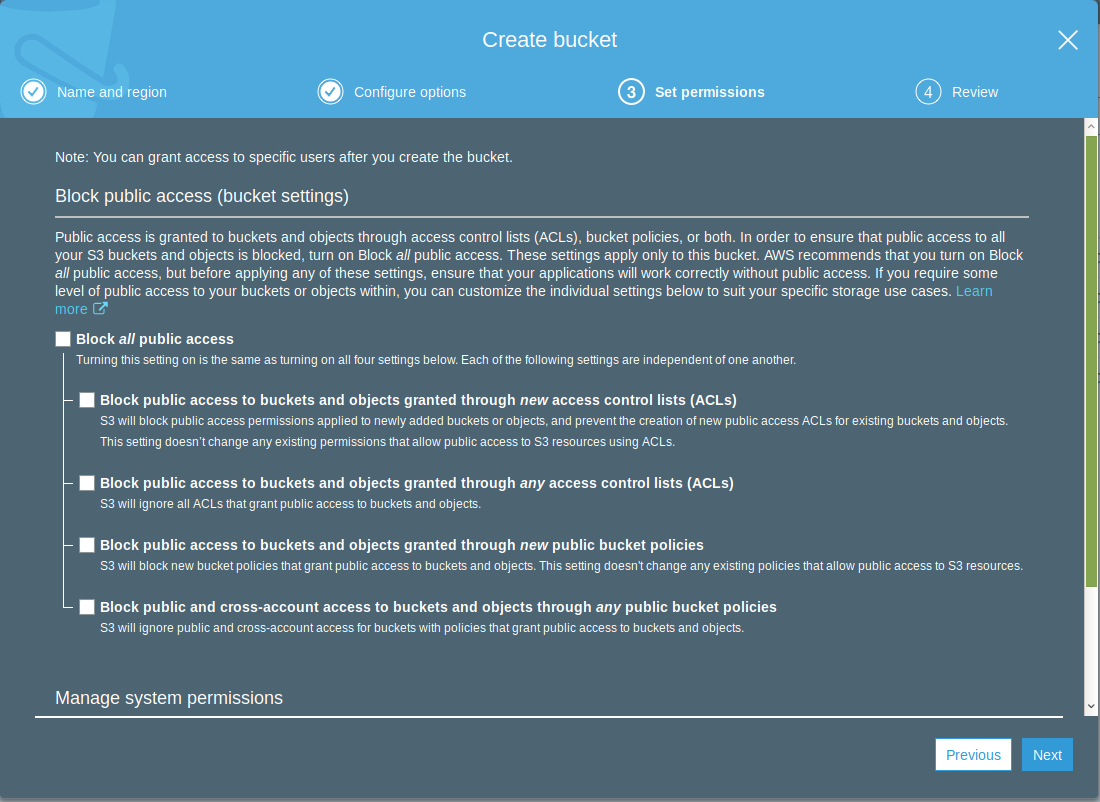 Create bucket
Name and region
Configure options
3 Set permissions
4 Review
Note: You can grant access to specific users after you create the bucket.
Block public access (bucket settings)
Public access is granted to buckets and objects through access control lists (ACLs), bucket policies, or both. In order to ensure that public access to all
your S3 buckets and objects is blocked, turn on Block all public access. These settings apply only to this bucket. AWS recommends that you turn on Block
all public access, but before applying any of these settings, ensure that your applications will work correctly without public access. If you require some
level of public access to your buckets or objects within, you can customize the individual settings below to suit your specific storage use cases. Learn
more
Block all public access
Turning this setting on is the same as turning on all four settings below. Each of the following settings are independent of one another.
Block public access to buckets and objects granted through new access control lists (ACLs)
S3 will block public access permissions applied to newly added buckets or objects, and prevent the creation of new public access ACLs for existing buckets and objects.
This setting doesn't change any existing permissions that allow public access to S3 resources using ACLs.
Block public access to buckets and objects granted through any access control lists (ACLs)
S3 will ignore all ACLs that grant public access to buckets and objects.
Block public access to buckets and objects granted through new public bucket policies
S3 will block new bucket policies that grant public access to buckets and objects. This setting doesn't change any existing policies that allow public access to S3 resources.
Block public and cross-account access to buckets and objects through any public bucket policies
S3 will ignore public and cross-account access for buckets with policies that grant public access to buckets and objects.
Manage system permissions
Previous
Next